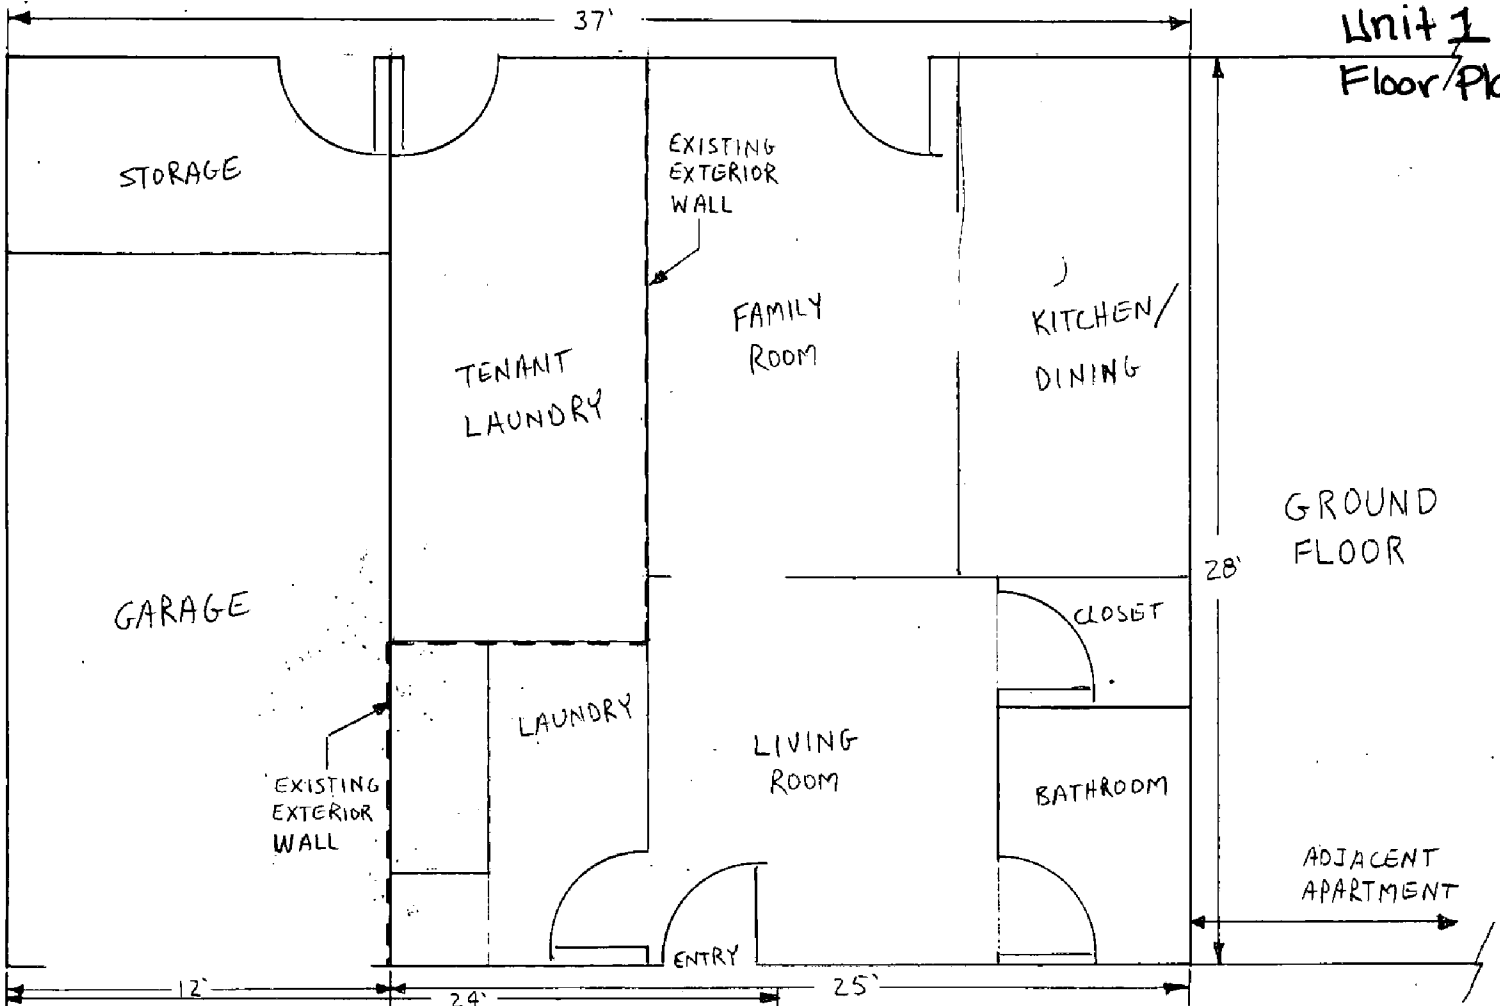 37'
Unit 1
Floor/
STORAGE
EXISTING
EXTERIOR
WALL
FAMILY
ROOM
KITCHEN/
DINING
TENANT
LAUNDRY
GROUND
FLOOR
28'
GARAGE
CLOSET
LAUNDRY
LIVING
ROOM
BATHROOM
EXISTING
EXTERIOR
WALL
ADJACENT
APARTMENT
ENTRY
12'
25'
24'